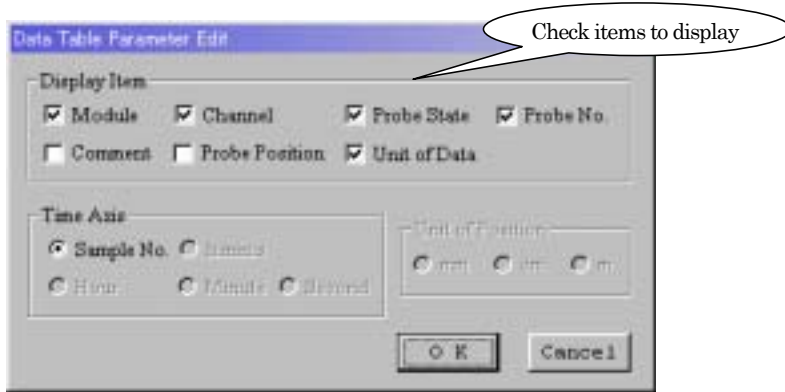 Check items to display
Data Table Parameter Edit
Display Item
Module Channel Probe State Probe No.
Comment Probe Position Unit of Data
Time Axis
Sample No.
Hour Minute Second
Unit of Position
mm cm m
O K Cancel